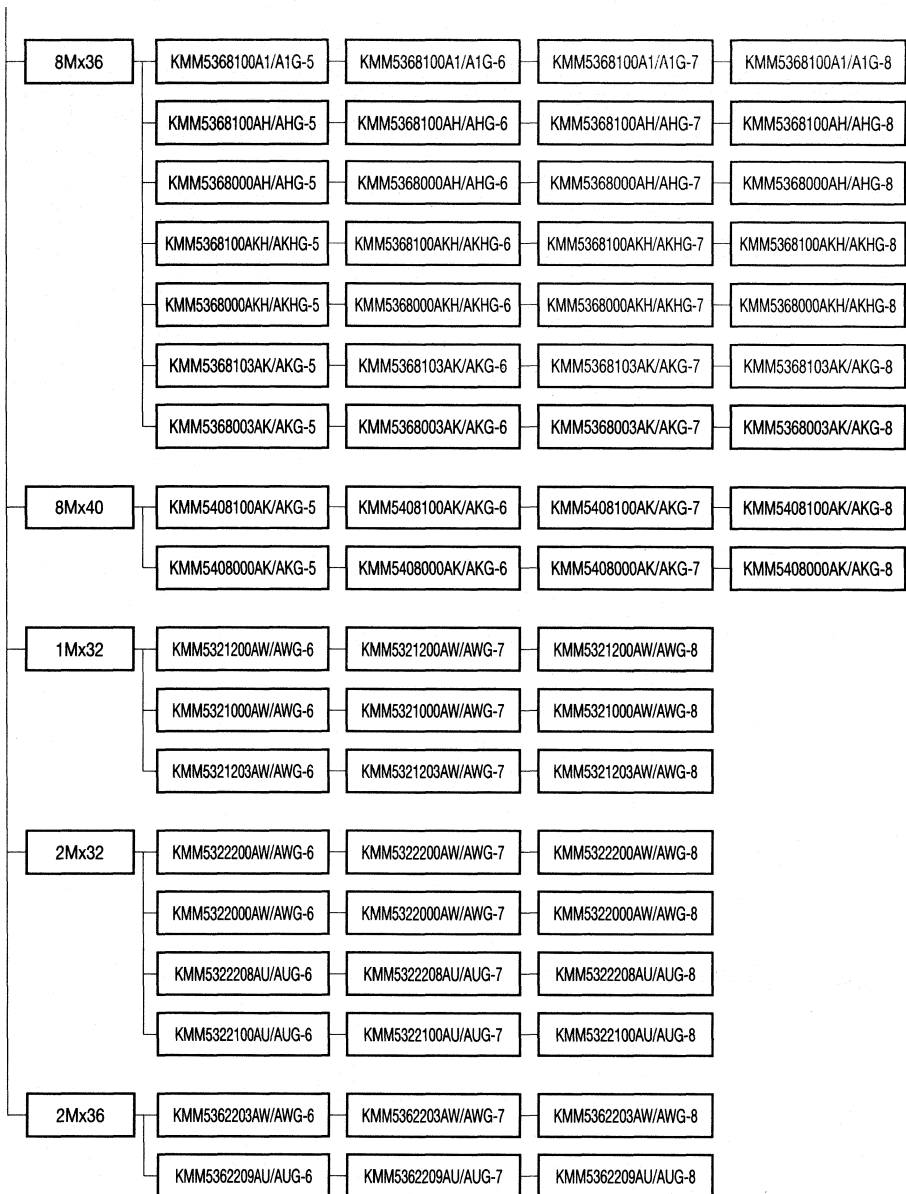 8Mx36 KMM5368100A1/A1G-5 KMM5368100A1/A1G-6 KMM5368100A1/A1G-7 KMM5368100A1/A1G-8
KMM5368100AH/AHG-5 KMM5368100AH/AHG-6 KMM5368100AH/AHG-7 KMM5368100AH/AHG-8
KMM5368000AH/AHG-5 KMM5368000AH/AHG-6 KMM5368000AH/AHG-7 KMM5368000AH/AHG-8
KMM5368100AKH/AKHG-5 KMM5368100AKH/AKHG-6 KMM5368100AKH/AKHG-7 KMM5368100AKH/AKHG-8
KMM5368000AKH/AKHG-5 KMM5368000AKH/AKHG-6 KMM5368000AKH/AKHG-7 KMM5368000AKH/AKHG-8
KMM5368103AK/AKG-5 KMM5368103AK/AKG-6 KMM5368103AK/AKG-7 KMM5368103AK/AKG-8
KMM5368003AK/AKG-5 KMM5368003AK/AKG-6 KMM5368003AK/AKG-7 KMM5368003AK/AKG-8
8Mx40 KMM5408100AK/AKG-5 KMM5408100AK/AKG-6 KMM5408100AK/AKG-7 KMM5408100AK/AKG-8
KMM5408000AK/AKG-5 KMM5408000AK/AKG-6 KMM5408000AK/AKG-7 KMM5408000AK/AKG-8
1Mx32 KMM5321200AW/AWG-6 KMM5321200AW/AWG-7 KMM5321200AW/AWG-8
KMM5321000AW/AWG-6 KMM5321000AW/AWG-7 KMM5321000AW/AWG-8
KMM5321203AW/AWG-6 KMM5321203AW/AWG-7 KMM5321203AW/AWG-8
2Mx32 KMM5322200AW/AWG-6 KMM5322200AW/AWG-7 KMM5322200AW/AWG-8
KMM5322000AW/AWG-6 KMM5322000AW/AWG-7 KMM5322000AW/AWG-8
KMM5322208AU/AUG-6 KMM5322208AU/AUG-7 KMM5322208AU/AUG-8
KMM5322100AU/AUG-6 KMM5322100AU/AUG-7 KMM5322100AU/AUG-8
2Mx36 KMM5362203AW/AWG-6 KMM5362203AW/AWG-7 KMM5362203AW/AWG-8
KMM5362209AU/AUG-6 KMM5362209AU/AUG-7 KMM5362209AU/AUG-8